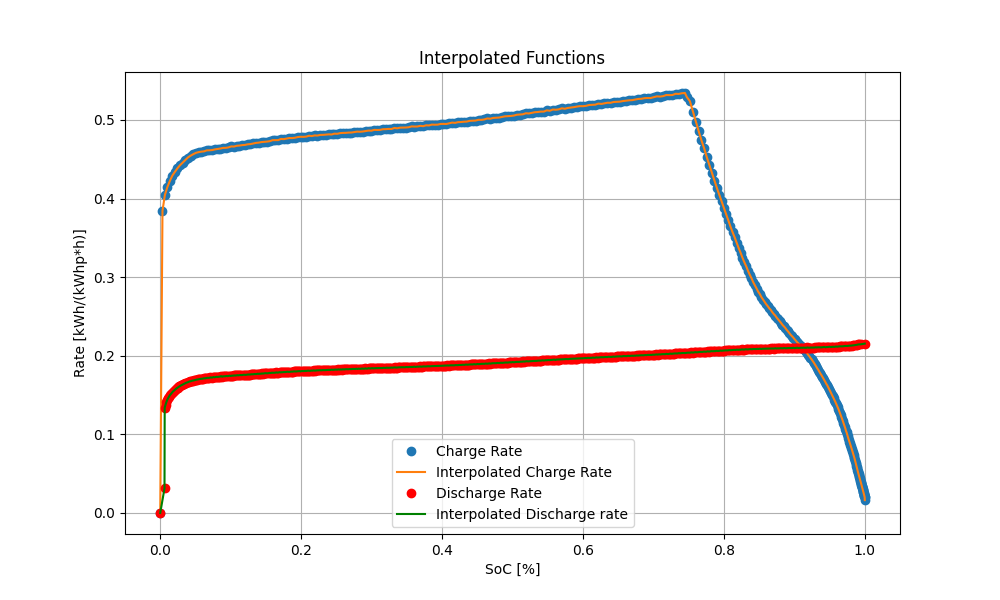 Interpolated Functions
Rate [kWh/(kWhp*h)]
0.5
0.4
0.3
0.2
0.1
0.0
Charge Rate
Interpolated Charge Rate
Discharge Rate
Interpolated Discharge rate
0.0 0.2 0.4 0.6 0.8 1.0
SoC [%]